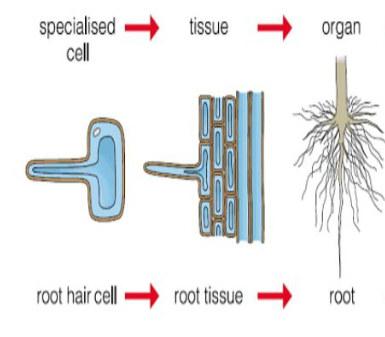 specialised cell → tissue → organ
root hair cell → root tissue → root